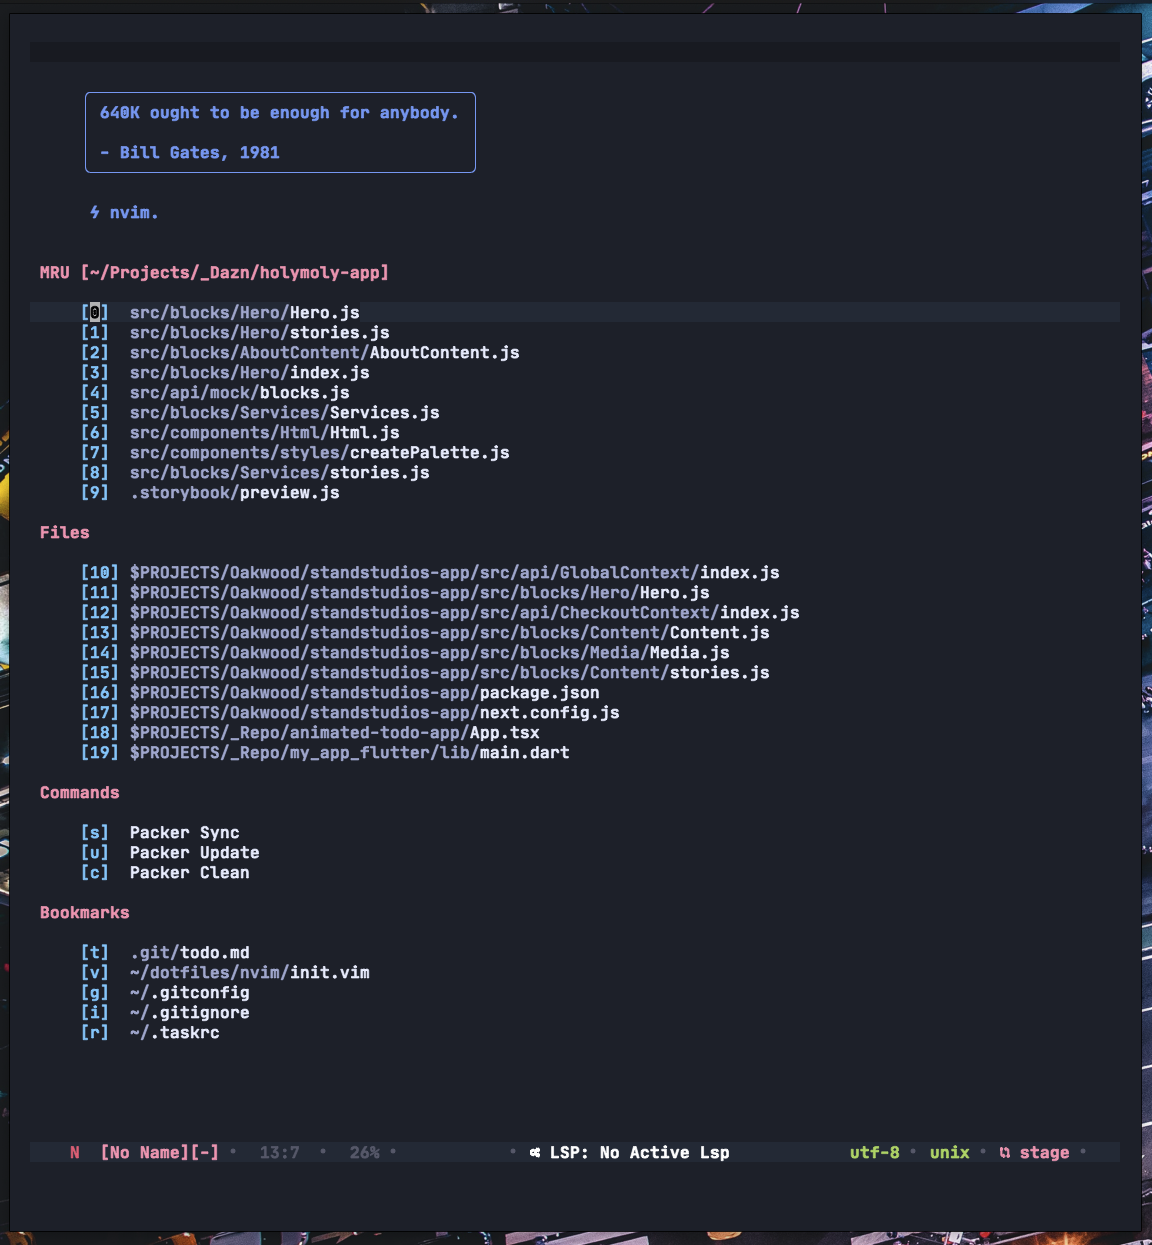 640K ought to be enough for anybody.
- Bill Gates, 1981
nvim.
MRU [~/Projects/_Dazn/holymoly-app]
[0] src/blocks/Hero/Hero.js
[1] src/blocks/Hero/stories.js
[2] src/blocks/AboutContent/AboutContent.js
[3] src/blocks/Hero/index.js
[4] src/api/mock/blocks.js
[5] src/blocks/Services/Services.js
[6] src/components/Html/Html.js
[7] src/components/styles/createPalette.js
[8] src/blocks/Services/stories.js
[9] .storybook/preview.js
Files
[10] $PROJECTS/Oakwood/standstudios-app/src/api/GlobalContext/index.js
[11] $PROJECTS/Oakwood/standstudios-app/src/blocks/Hero/Hero.js
[12] $PROJECTS/Oakwood/standstudios-app/src/api/CheckoutContext/index.js
[13] $PROJECTS/Oakwood/standstudios-app/src/blocks/Content/Content.js
[14] $PROJECTS/Oakwood/standstudios-app/src/blocks/Media/Media.js
[15] $PROJECTS/Oakwood/standstudios-app/src/blocks/Content/stories.js
[16] $PROJECTS/Oakwood/standstudios-app/package.json
[17] $PROJECTS/Oakwood/standstudios-app/next.config.js
[18] $PROJECTS/_Repo/animated-todo-app/App.tsx
[19] $PROJECTS/_Repo/my_app_flutter/lib/main.dart
Commands
[s] Packer Sync
[u] Packer Update
[c] Packer Clean
Bookmarks
[t] .git/todo.md
[v] ~/dotfiles/nvim/init.vim
[g] ~/.gitconfig
[i] ~/.gitignore
[r] ~/.taskrc
N [No Name][-] • 13:7 • 26% • • LSP: No Active Lsp utf-8 • unix • stage •